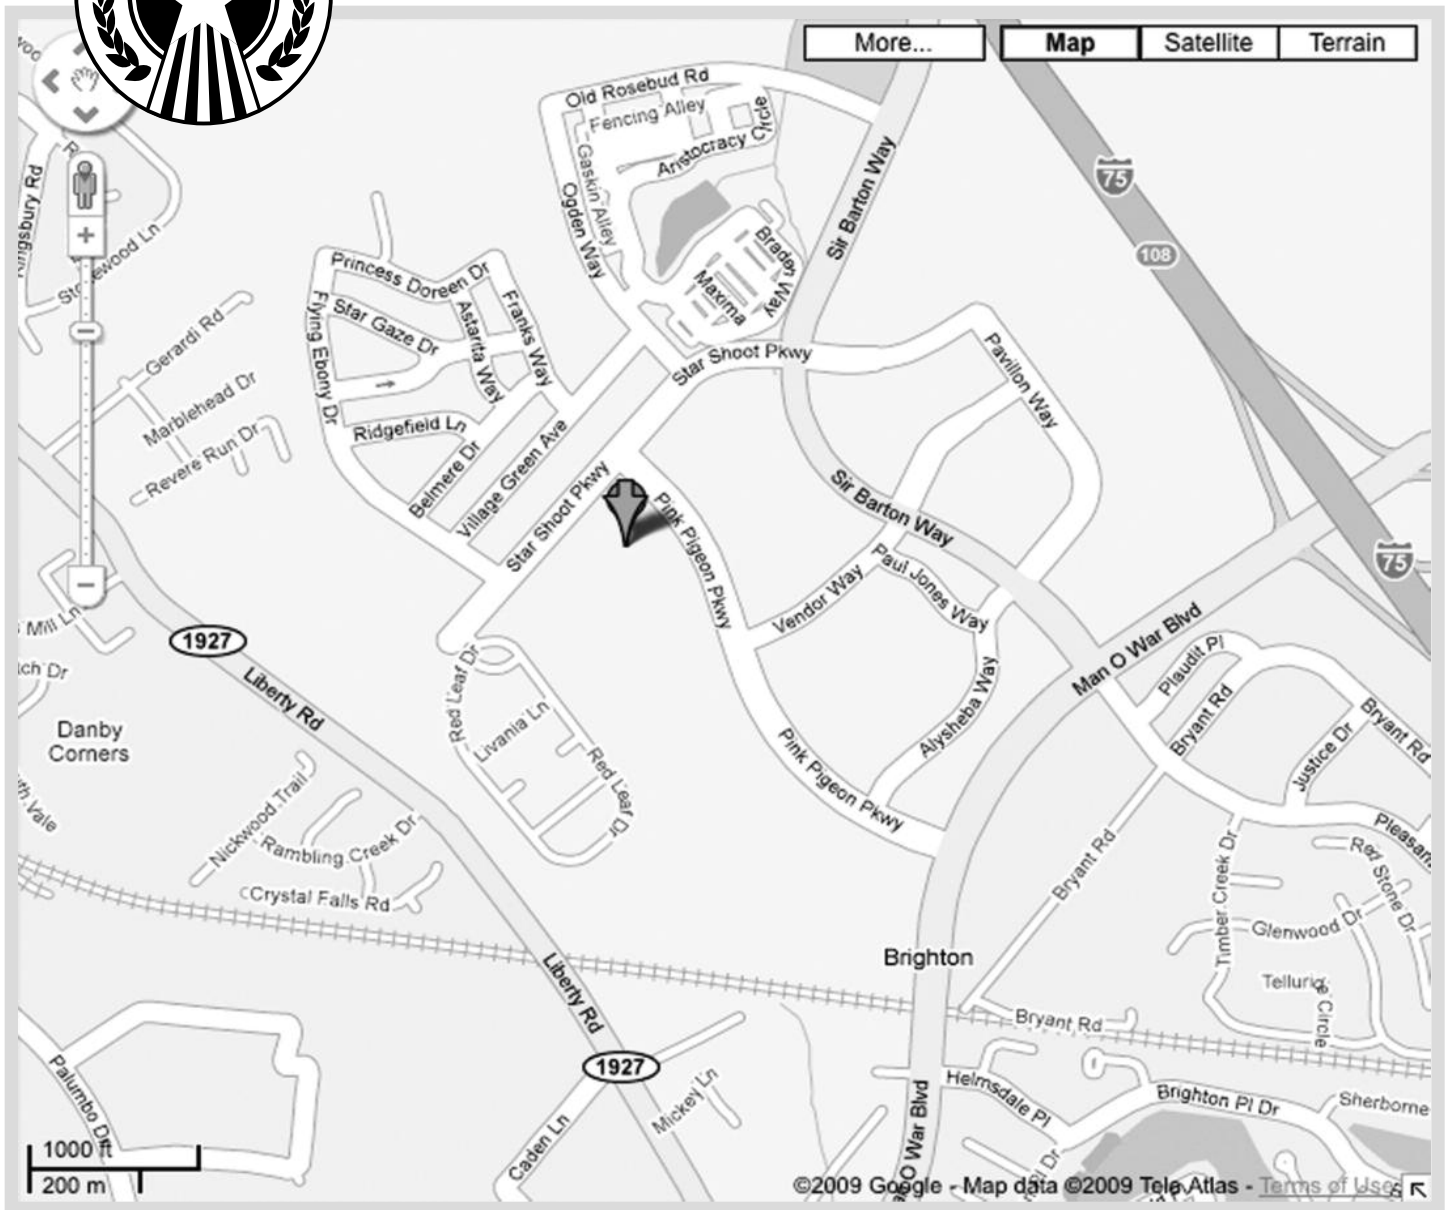 More...
Map
Satellite
Terrain
Old Rosebud Rd
Fencing Alley
Aristocracy Circle
Gaskin Alley
Ogden Way
Sir Barton Way
75
108
Kingsbury Rd
Princess Doreen Dr
Braden Way
Maxima
Flying Ebony Dr
Star Gaze Dr
Astarita Way
Franks Way
Gerardi Rd
Star Shoot Pkwy
Pavilion Way
Marblehead Dr
Revere Run Dr
Ridgefield Ln
Belmere Dr
Village Green Ave
Star Shoot Pkwy
Pink Pigeon Pkwy
Sir Barton Way
75
Vendor Way
Paul Jones Way
Mill Ln
1927
Man O War Blvd
Plaudit Pl
Liberty Rd
Red Leaf Dr
Livania Ln
Alysheba Way
Bryant Rd
Bryant Rd
Danby
Corners
Justice Dr
Red Leaf Dr
Pink Pigeon Pkwy
Nickwood Trail
Rambling Creek Dr
Crystal Falls Rd
Bryant Rd
Timber Creek Dr
Red Stone Dr
Glenwood Dr
Brighton
Liberty Rd
Bryant Rd
Circle
1927
Palumbo Dr
Mickey Ln
Caden Ln
Helmsdale Pl
Brighton Pl Dr
Sherborne
O War Blvd
Pl Dr
1000 ft
200 m
©2009 Google - Map data ©2009 Tele Atlas - Terms of Use